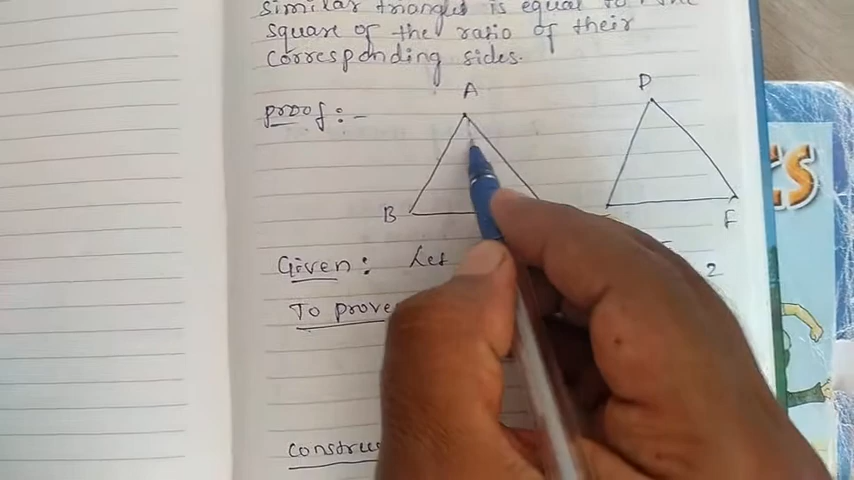 similar triangles is equal to the
square of the ratio of their
corresponding sides.
A
D
proof :-
B
F
Given : Let
2
To prove
Constru